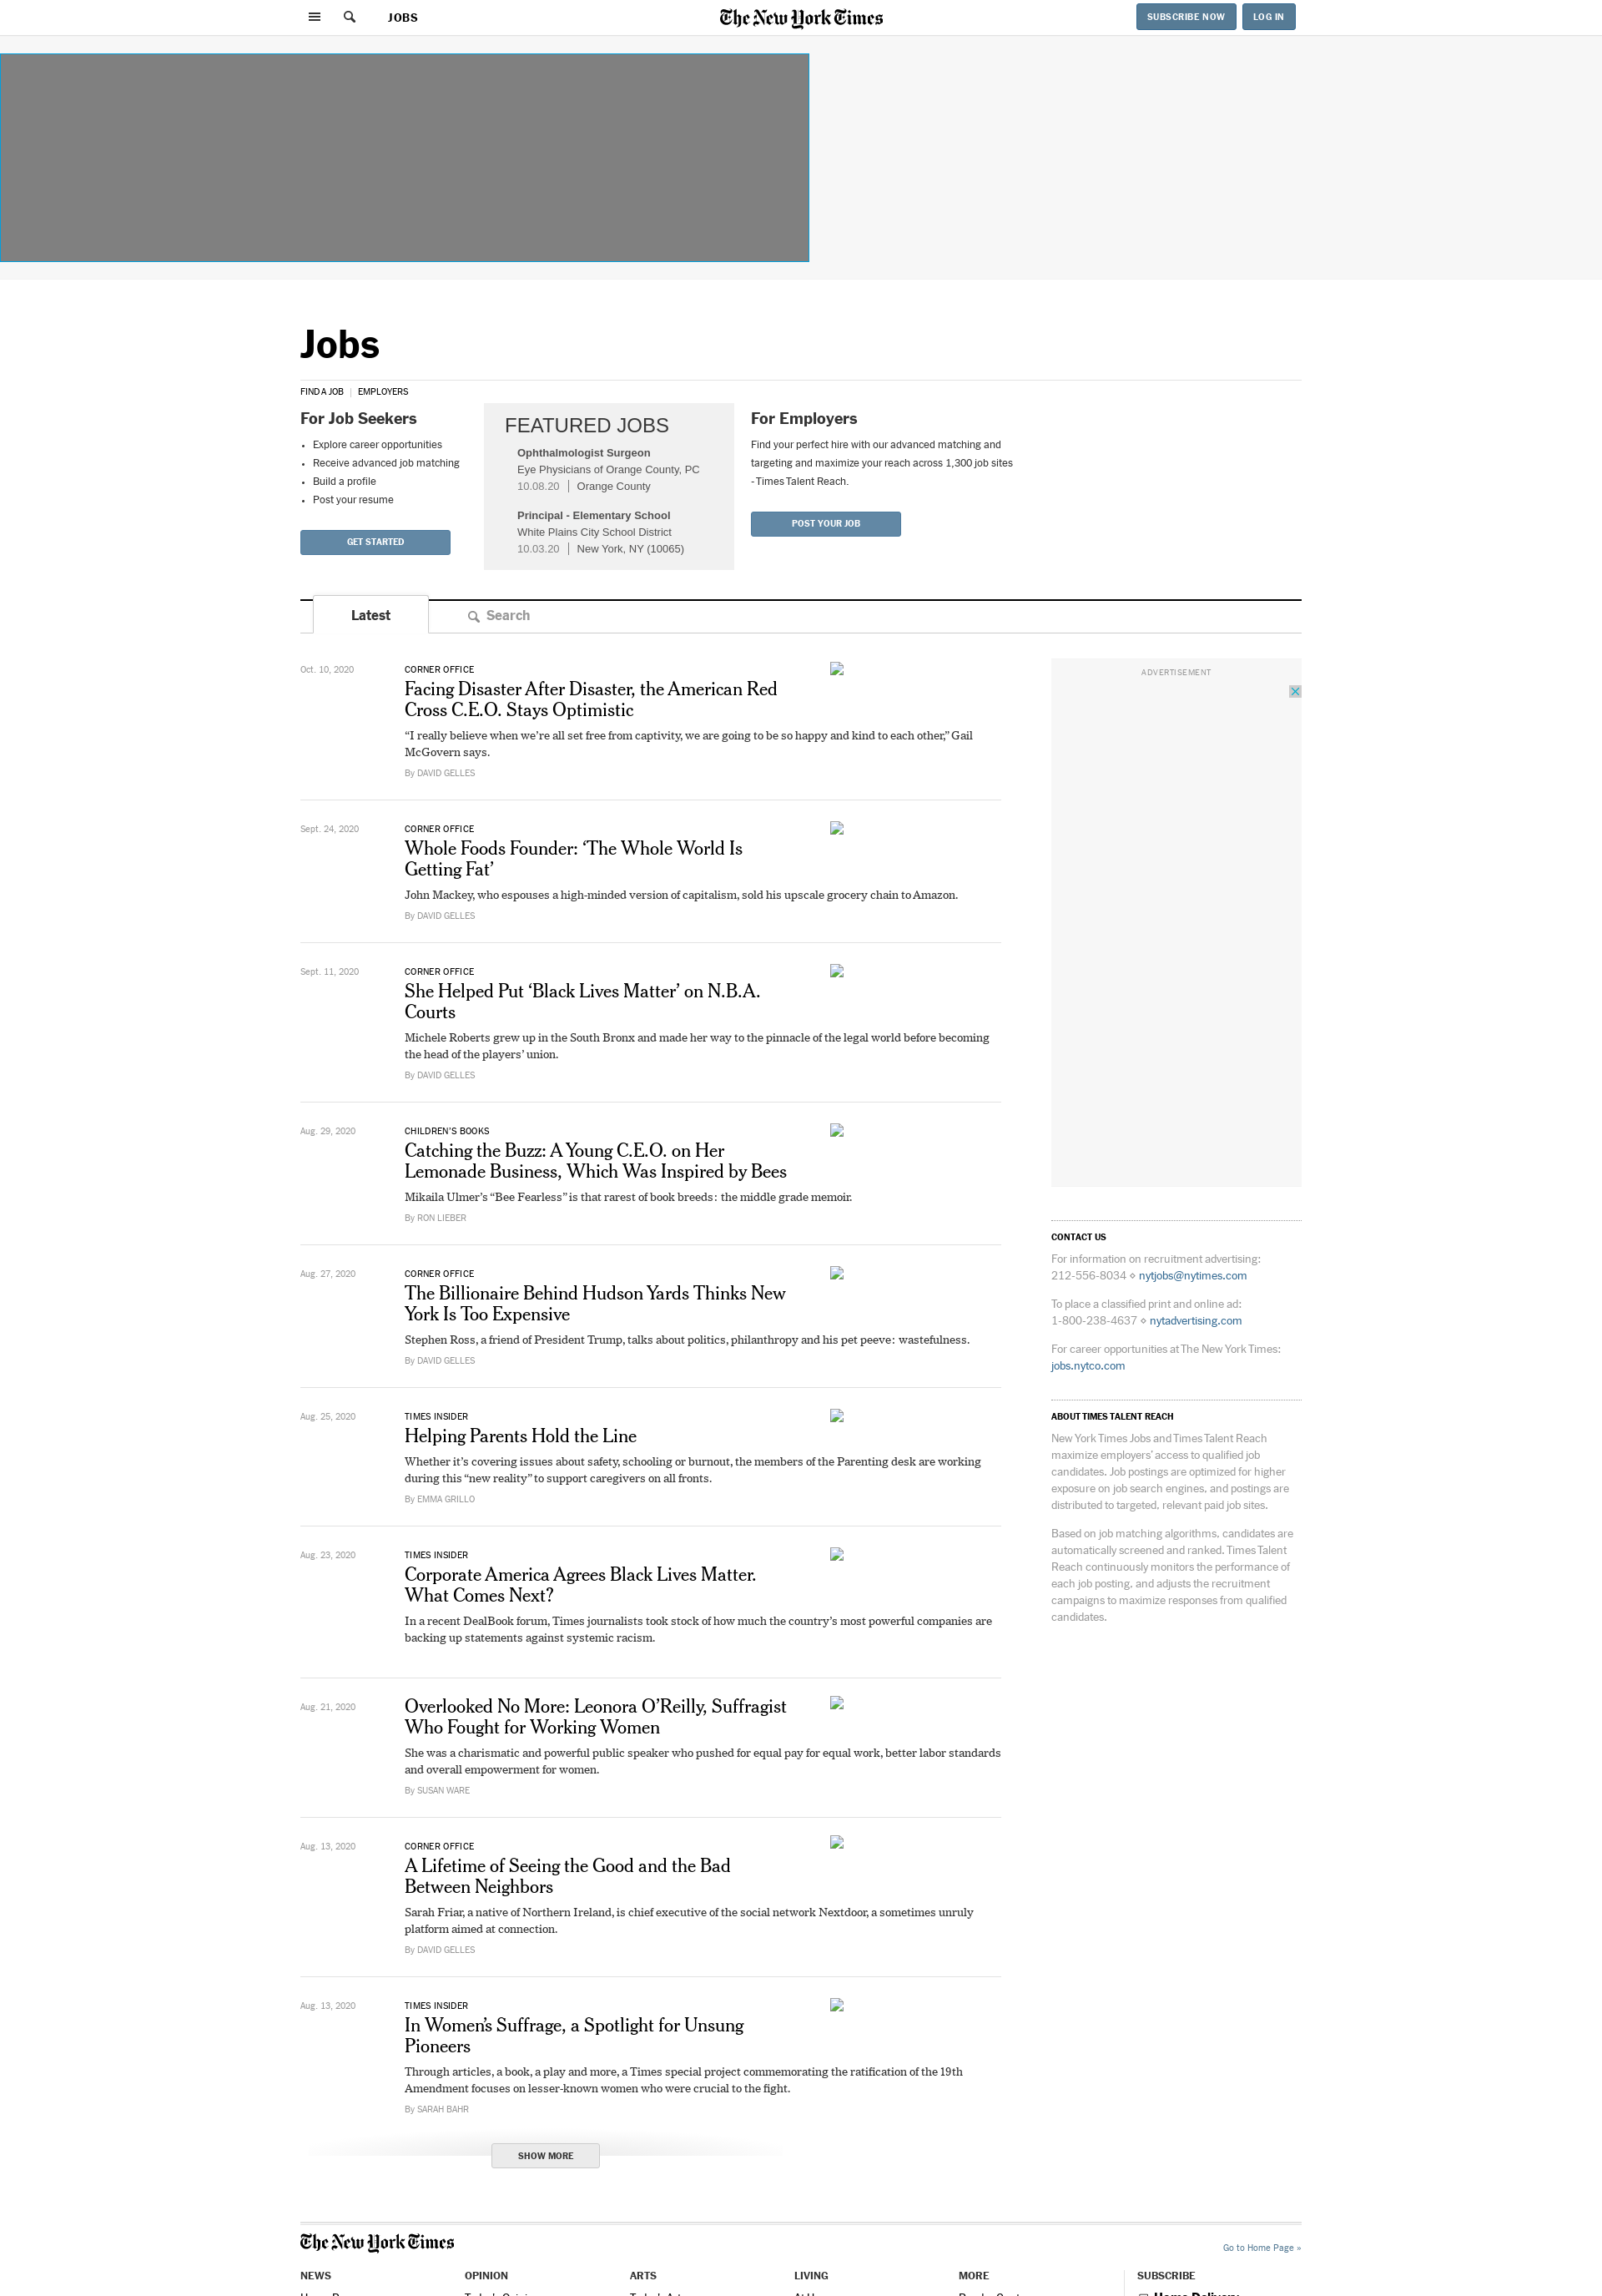 JOBS
The New York Times
SUBSCRIBE NOW
LOG IN
Jobs
FIND A JOB | EMPLOYERS
For Job Seekers
• Explore career opportunities
• Receive advanced job matching
• Build a profile
• Post your resume
GET STARTED
FEATURED JOBS
Ophthalmologist Surgeon
Eye Physicians of Orange County, PC
10.08.20 | Orange County
Principal - Elementary School
White Plains City School District
10.03.20 | New York, NY (10065)
For Employers
Find your perfect hire with our advanced matching and
targeting and maximize your reach across 1,300 job sites
- Times Talent Reach.
POST YOUR JOB
Latest
Search
Oct. 10, 2020
CORNER OFFICE
Facing Disaster After Disaster, the American Red
Cross C.E.O. Stays Optimistic
“I really believe when we’re all set free from captivity, we are going to be so happy and kind to each other,” Gail
McGovern says.
By DAVID GELLES
Sept. 24, 2020
CORNER OFFICE
Whole Foods Founder: ‘The Whole World Is
Getting Fat’
John Mackey, who espouses a high-minded version of capitalism, sold his upscale grocery chain to Amazon.
By DAVID GELLES
Sept. 11, 2020
CORNER OFFICE
She Helped Put ‘Black Lives Matter’ on N.B.A.
Courts
Michele Roberts grew up in the South Bronx and made her way to the pinnacle of the legal world before becoming
the head of the players’ union.
By DAVID GELLES
Aug. 29, 2020
CHILDREN’S BOOKS
Catching the Buzz: A Young C.E.O. on Her
Lemonade Business, Which Was Inspired by Bees
Mikaila Ulmer’s “Bee Fearless” is that rarest of book breeds: the middle grade memoir.
By RON LIEBER
Aug. 27, 2020
CORNER OFFICE
The Billionaire Behind Hudson Yards Thinks New
York Is Too Expensive
Stephen Ross, a friend of President Trump, talks about politics, philanthropy and his pet peeve: wastefulness.
By DAVID GELLES
Aug. 25, 2020
TIMES INSIDER
Helping Parents Hold the Line
Whether it’s covering issues about safety, schooling or burnout, the members of the Parenting desk are working
during this “new reality” to support caregivers on all fronts.
By EMMA GRILLO
Aug. 23, 2020
TIMES INSIDER
Corporate America Agrees Black Lives Matter.
What Comes Next?
In a recent DealBook forum, Times journalists took stock of how much the country’s most powerful companies are
backing up statements against systemic racism.
Aug. 21, 2020
Overlooked No More: Leonora O’Reilly, Suffragist
Who Fought for Working Women
She was a charismatic and powerful public speaker who pushed for equal pay for equal work, better labor standards
and overall empowerment for women.
By SUSAN WARE
Aug. 13, 2020
CORNER OFFICE
A Lifetime of Seeing the Good and the Bad
Between Neighbors
Sarah Friar, a native of Northern Ireland, is chief executive of the social network Nextdoor, a sometimes unruly
platform aimed at connection.
By DAVID GELLES
Aug. 13, 2020
TIMES INSIDER
In Women’s Suffrage, a Spotlight for Unsung
Pioneers
Through articles, a book, a play and more, a Times special project commemorating the ratification of the 19th
Amendment focuses on lesser-known women who were crucial to the fight.
By SARAH BAHR
SHOW MORE
ADVERTISEMENT
CONTACT US
For information on recruitment advertising:
212-556-8034 ⋄ nytjobs@nytimes.com
To place a classified print and online ad:
1-800-238-4637 ⋄ nytadvertising.com
For career opportunities at The New York Times:
jobs.nytco.com
ABOUT TIMES TALENT REACH
New York Times Jobs and Times Talent Reach
maximize employers’ access to qualified job
candidates. Job postings are optimized for higher
exposure on job search engines, and postings are
distributed to targeted, relevant paid job sites.
Based on job matching algorithms, candidates are
automatically screened and ranked. Times Talent
Reach continuously monitors the performance of
each job posting, and adjusts the recruitment
campaigns to maximize responses from qualified
candidates.
The New York Times
Go to Home Page »
NEWS
OPINION
ARTS
LIVING
MORE
SUBSCRIBE